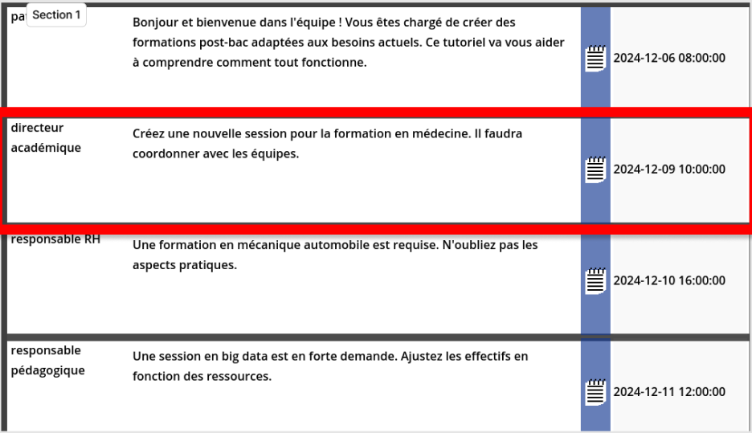 Section 1
Bonjour et bienvenue dans l'équipe ! Vous êtes chargé de créer des
formations post-bac adaptées aux besoins actuels. Ce tutoriel va vous aider
à comprendre comment tout fonctionne.
2024-12-06 08:00:00
directeur
académique
Créez une nouvelle session pour la formation en médecine. Il faudra
coordonner avec les équipes.
2024-12-09 10:00:00
responsable RH
Une formation en mécanique automobile est requise. N'oubliez pas les
aspects pratiques.
2024-12-10 16:00:00
responsable
pédagogique
Une session en big data est en forte demande. Ajustez les effectifs en
fonction des ressources.
2024-12-11 12:00:00